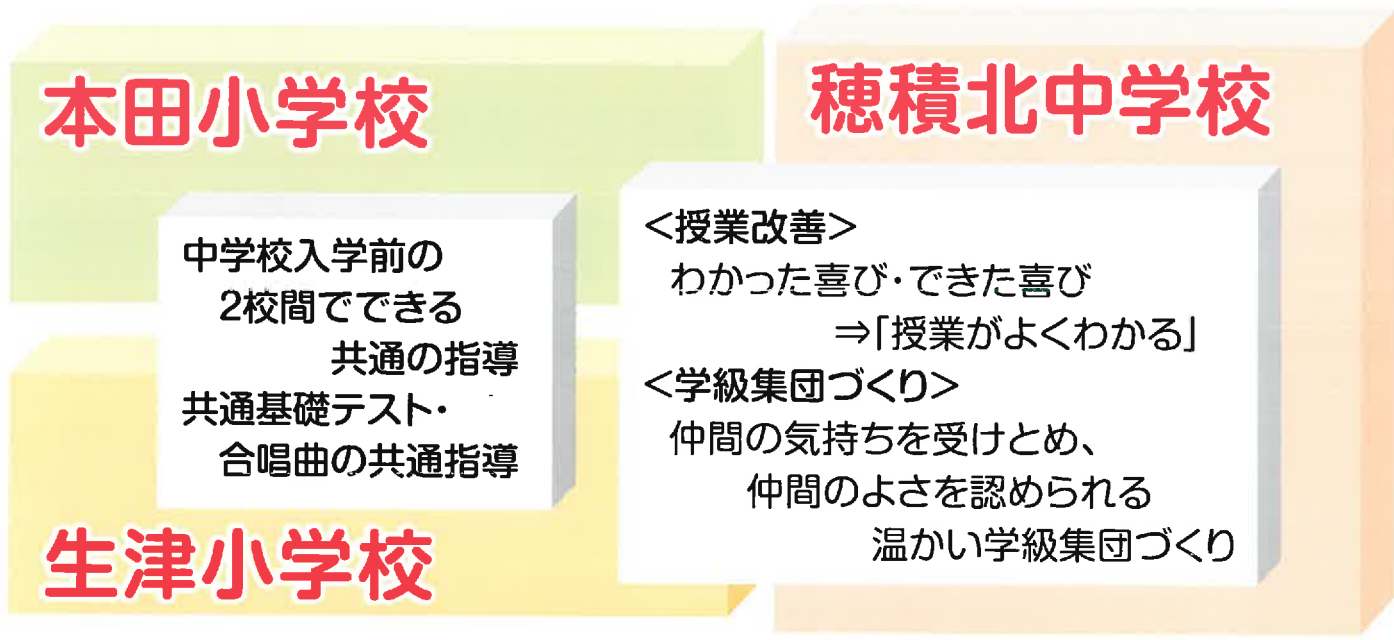 本田小学校
中学校入学前の
2校間でできる
共通の指導
共通基礎テスト・
合唱曲の共通指導
生津小学校
穂積北中学校
<授業改善>
わかった喜び・できた喜び
⇒「授業がよくわかる」
<学級集団づくり>
仲間の気持ちを受けとめ、
仲間のよさを認められる
温かい学級集団づくり